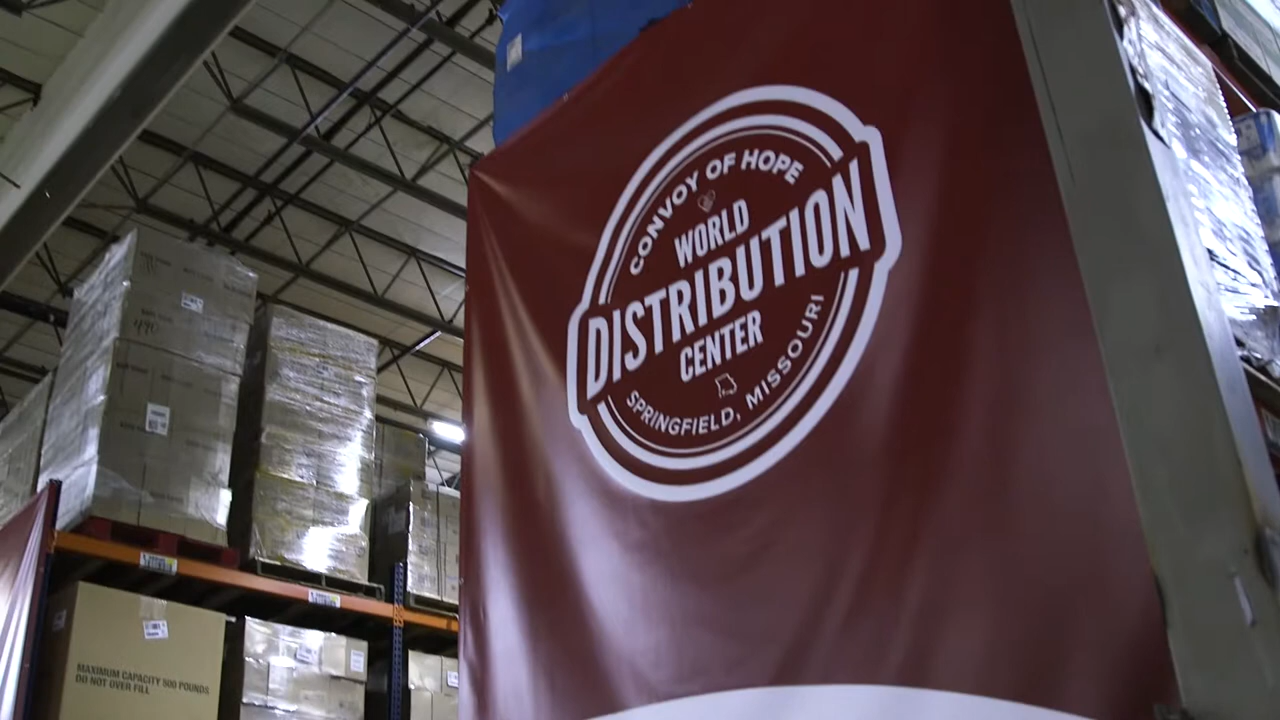 CONVOY OF HOPE
WORLD
DISTRIBUTION
CENTER
SPRINGFIELD, MISSOURI
MAXIMUM CAPACITY 500 POUNDS
DO NOT OVER FILL